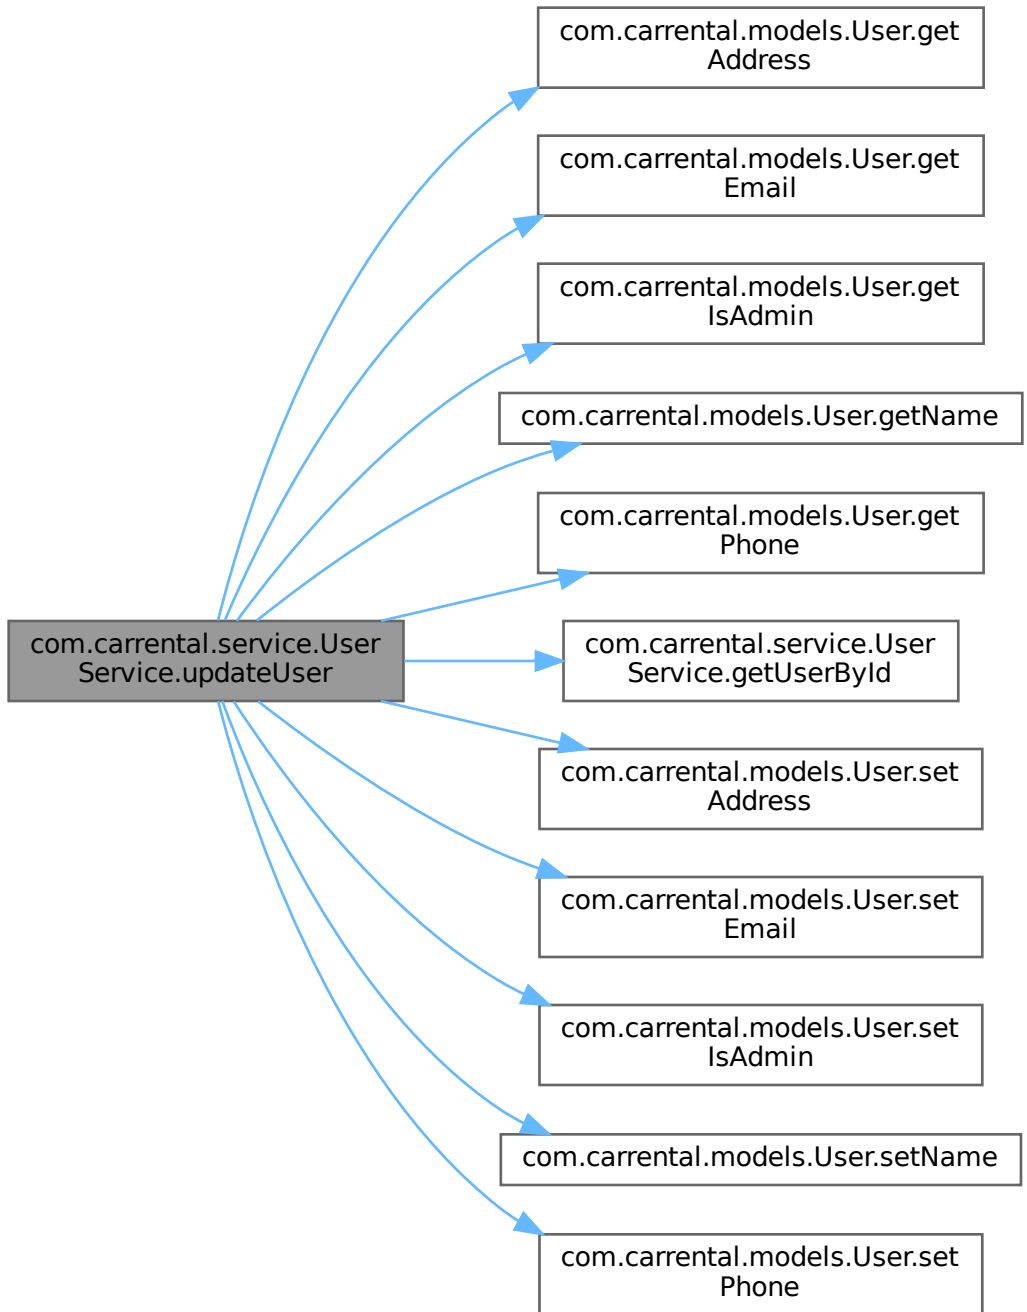 com.carrental.models.User.get
Address
com.carrental.models.User.get
Email
com.carrental.models.User.get
IsAdmin
com.carrental.models.User.getName
com.carrental.models.User.get
Phone
com.carrental.service.User
Service.updateUser
com.carrental.service.User
Service.getUserById
com.carrental.models.User.set
Address
com.carrental.models.User.set
Email
com.carrental.models.User.set
IsAdmin
com.carrental.models.User.setName
com.carrental.models.User.set
Phone